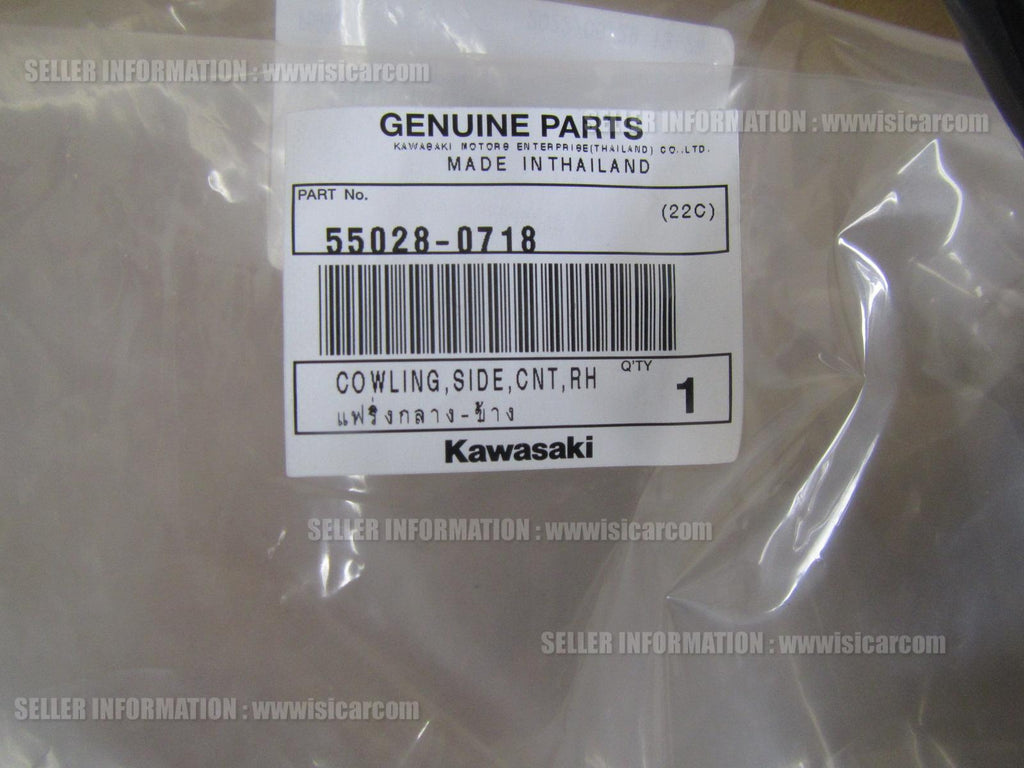 SELLER INFORMATION : wwwisicarcom
GENUINE PARTS
SELLER INFORMATION : wwwisicarcom
KAWASAKI MOTORS ENTERPRISE(THAILAND) CO.,LTD.
MADE IN THAILAND
PART No.
(22C)
55028-0718
COWLING,SIDE,CNT,RH
Q'TY
1
แฟริ่งกลาง-ข้าง
Kawasaki
SELLER INFORMATION : wwwisicarcom
SELLER INFORMATION : wwwisicarcom
SELLER INFORMATION : wwwisicarcom